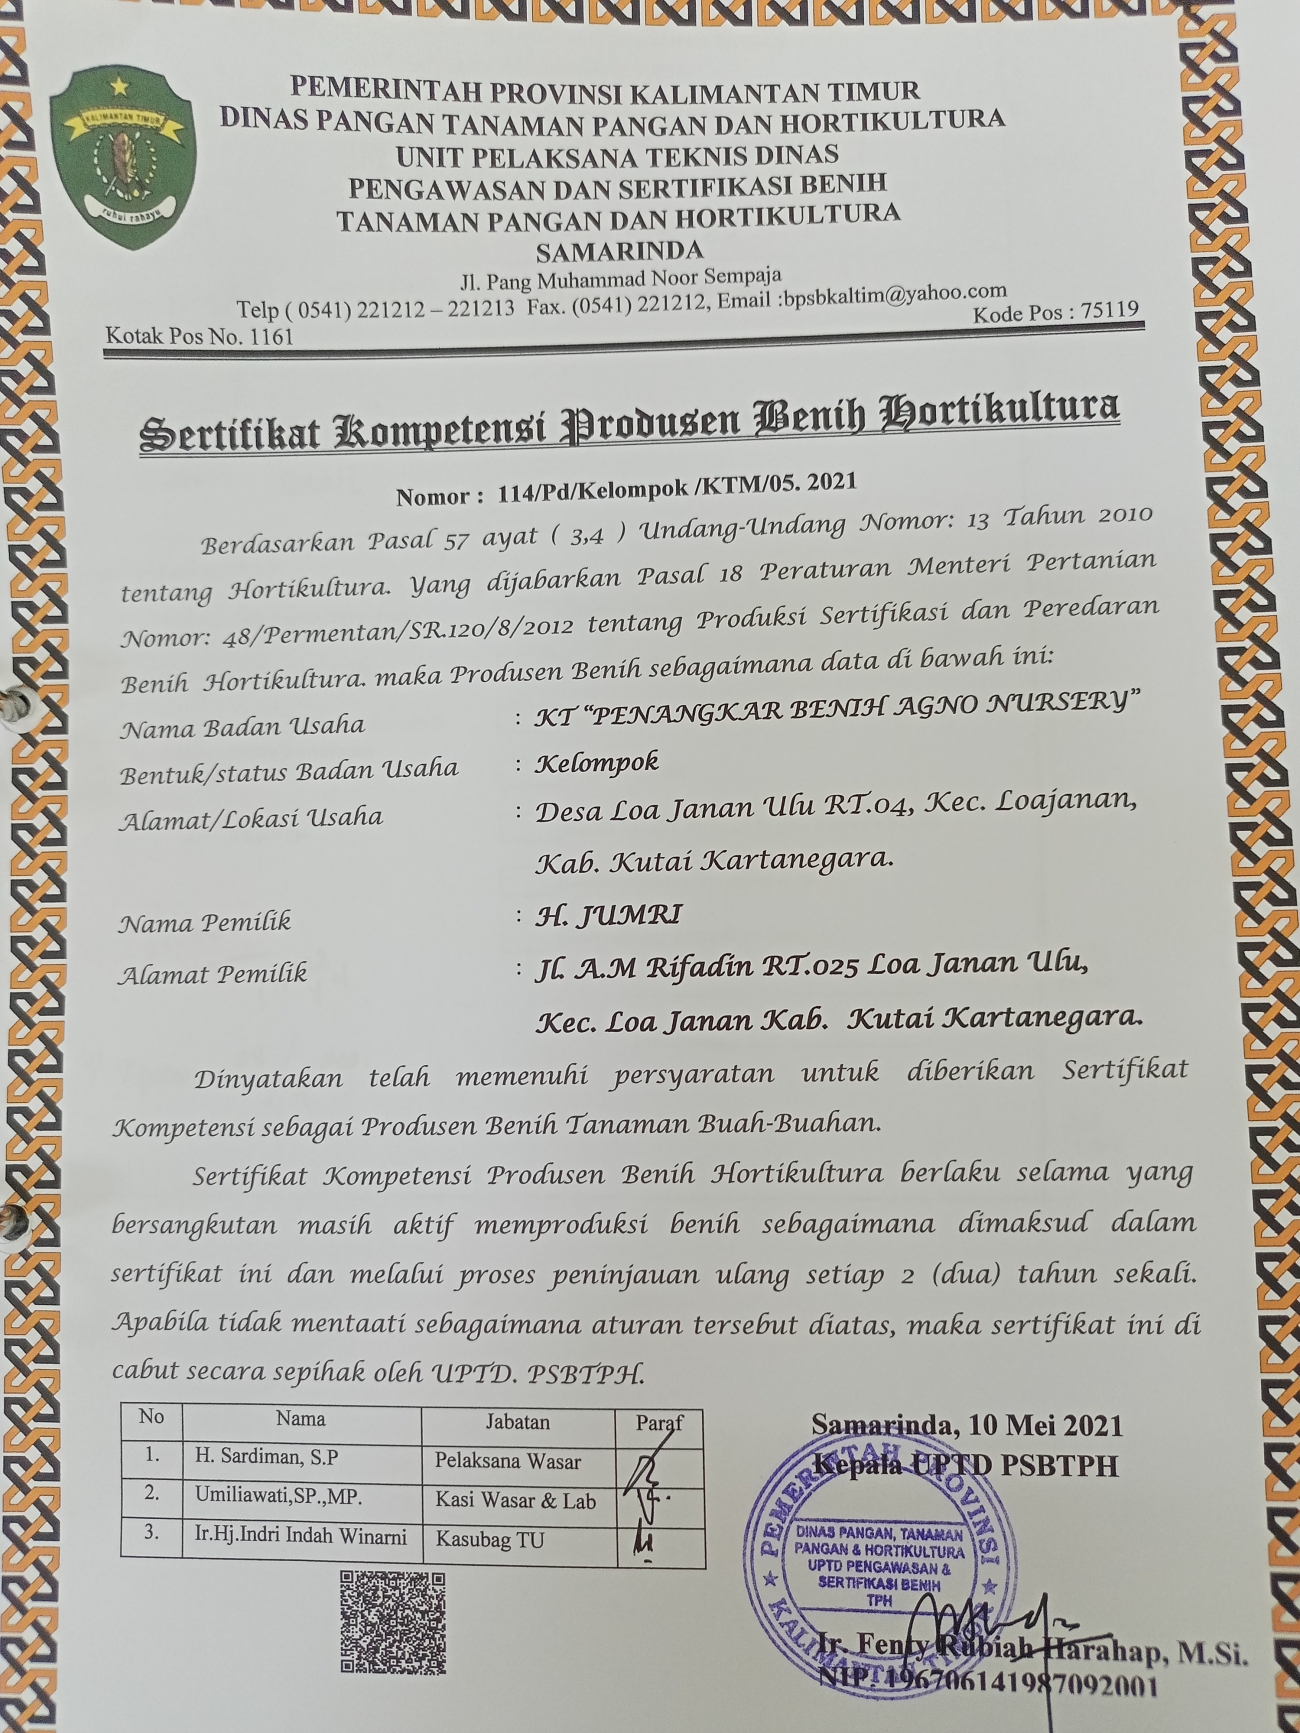 KALIMANTAN TIMUR
ruhui rahayu
PEMERINTAH PROVINSI KALIMANTAN TIMUR
DINAS PANGAN TANAMAN PANGAN DAN HORTIKULTURA
UNIT PELAKSANA TEKNIS DINAS
PENGAWASAN DAN SERTIFIKASI BENIH
TANAMAN PANGAN DAN HORTIKULTURA
SAMARINDA
Jl. Pang Muhammad Noor Sempaja
Telp ( 0541) 221212 – 221213 Fax. (0541) 221212, Email :bpsbkaltim@yahoo.com
Kotak Pos No. 1161 Kode Pos : 75119
Sertifikat Kompetensi Produsen Benih Hortikultura
Nomor : 114/Pd/Kelompok /KTM/05. 2021
Berdasarkan Pasal 57 ayat ( 3,4 ) Undang-Undang Nomor: 13 Tahun 2010
tentang Hortikultura. Yang dijabarkan Pasal 18 Peraturan Menteri Pertanian
Nomor: 48/Permentan/SR.120/8/2012 tentang Produksi Sertifikasi dan Peredaran
Benih Hortikultura. maka Produsen Benih sebagaimana data di bawah ini:
Nama Badan Usaha : KT “PENANGKAR BENIH AGNO NURSERY”
Bentuk/status Badan Usaha : Kelompok
Alamat/Lokasi Usaha : Desa Loa Janan Ulu RT.04, Kec. Loajanan,
Kab. Kutai Kartanegara.
Nama Pemilik : H. JUMRI
Alamat Pemilik : Jl. A.M Rifadin RT.025 Loa Janan Ulu,
Kec. Loa Janan Kab. Kutai Kartanegara.
Dinyatakan telah memenuhi persyaratan untuk diberikan Sertifikat
Kompetensi sebagai Produsen Benih Tanaman Buah-Buahan.
Sertifikat Kompetensi Produsen Benih Hortikultura berlaku selama yang
bersangkutan masih aktif memproduksi benih sebagaimana dimaksud dalam
sertifikat ini dan melalui proses peninjauan ulang setiap 2 (dua) tahun sekali.
Apabila tidak mentaati sebagaimana aturan tersebut diatas, maka sertifikat ini di
cabut secara sepihak oleh UPTD. PSBTPH.
No Nama Jabatan Paraf
1. H. Sardiman, S.P Pelaksana Wasar
2. Umiliawati,SP.,MP. Kasi Wasar & Lab
3. Ir.Hj.Indri Indah Winarni Kasubag TU
Samarinda, 10 Mei 2021
Kepala UPTD PSBTPH
PEMERINTAH PROVINSI
DINAS PANGAN, TANAMAN
PANGAN & HORTIKULTURA
UPTD PENGAWASAN &
SERTIFIKASI BENIH
TPH
KALIMANTAN TIMUR
Ir. Fenty Rubiah Harahap, M.Si.
NIP. 196706141987092001